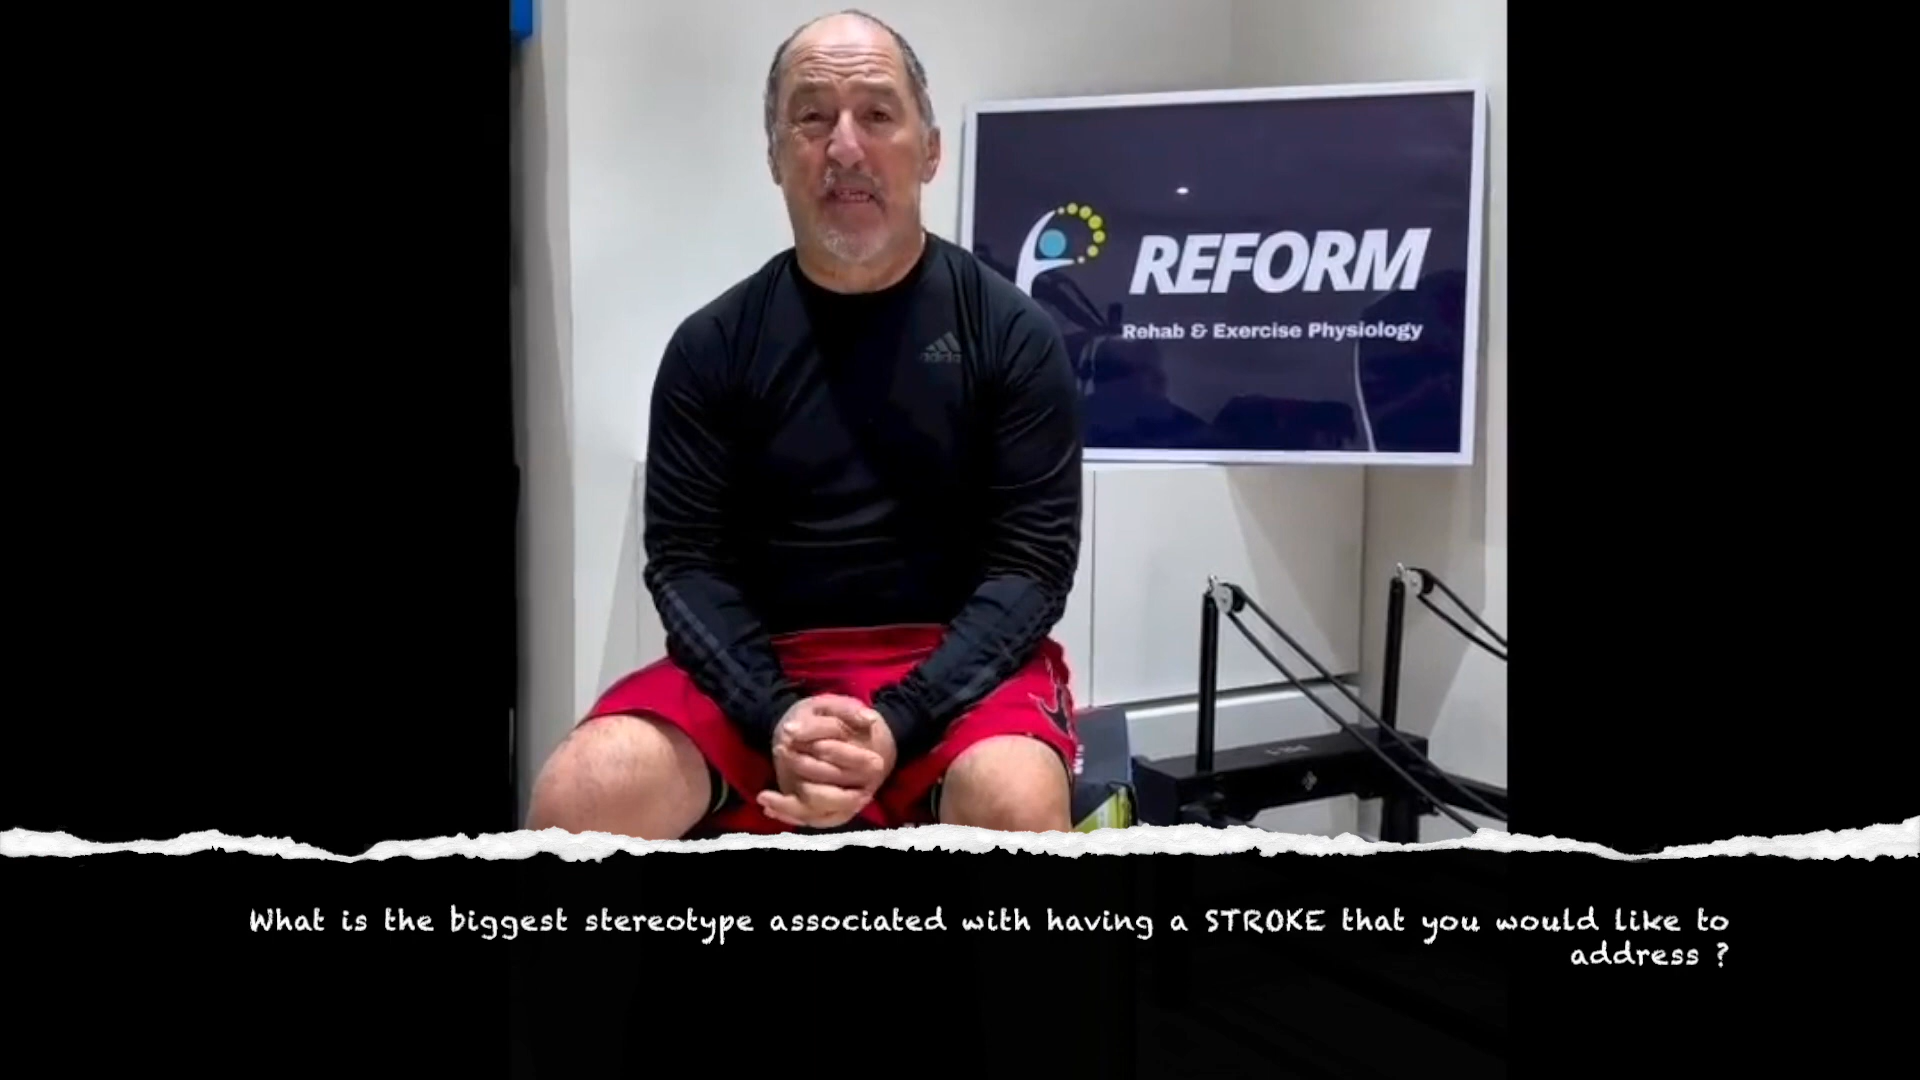 REFORM
Rehab & Exercise Physiology
adidas
What is the biggest stereotype associated with having a STROKE that you would like to
address ?